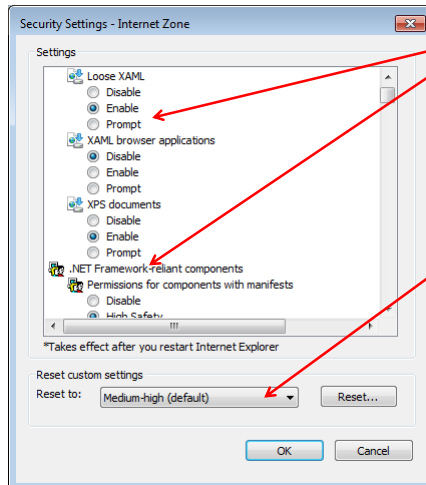 Security Settings - Internet Zone
Settings
Loose XAML
Disable
Enable
Prompt
XAML browser applications
Disable
Enable
Prompt
XPS documents
Disable
Enable
Prompt
.NET Framework-reliant components
Permissions for components with manifests
Disable
High Safety
*Takes effect after you restart Internet Explorer
Reset custom settings
Reset to: Medium-high (default) Reset...
OK Cancel